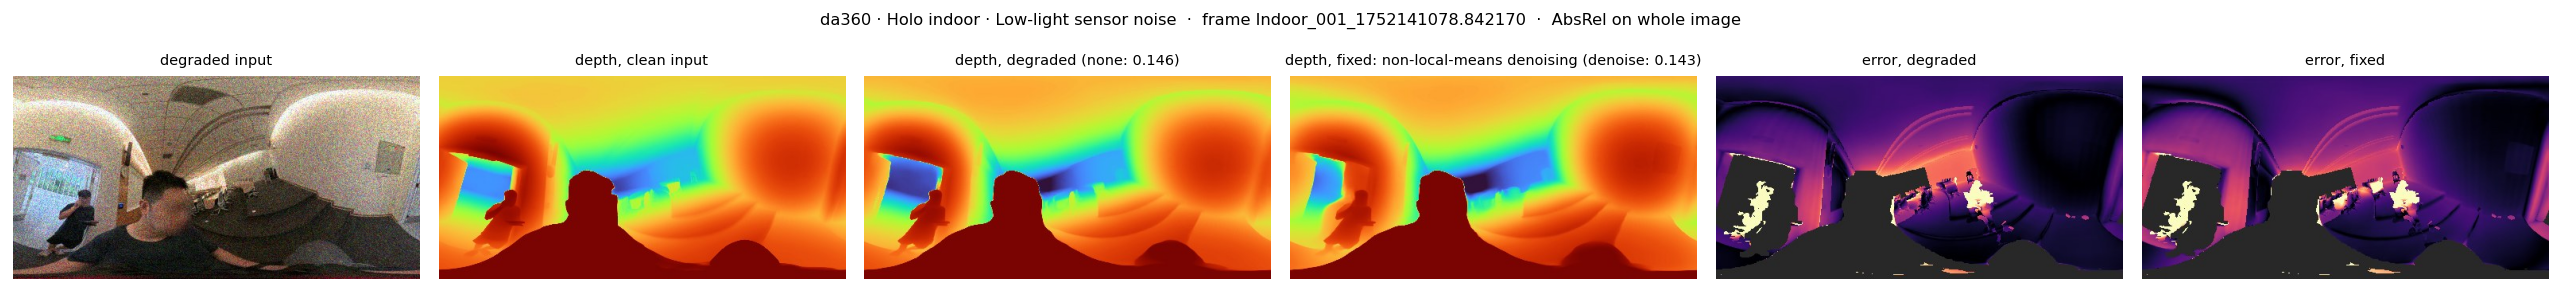 da360 · Holo indoor · Low-light sensor noise  ·  frame Indoor_001_1752141078.842170  ·  AbsRel on whole image
degraded input
depth, clean input
depth, degraded (none: 0.146)
depth, fixed: non-local-means denoising (denoise: 0.143)
error, degraded
error, fixed